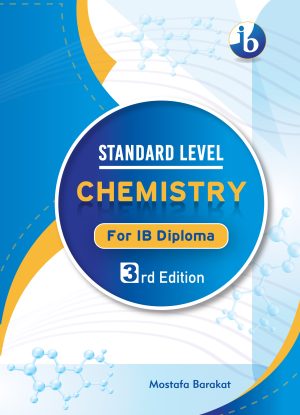 ib
STANDARD LEVEL
CHEMISTRY
For IB Diploma
3rd Edition
Mostafa Barakat